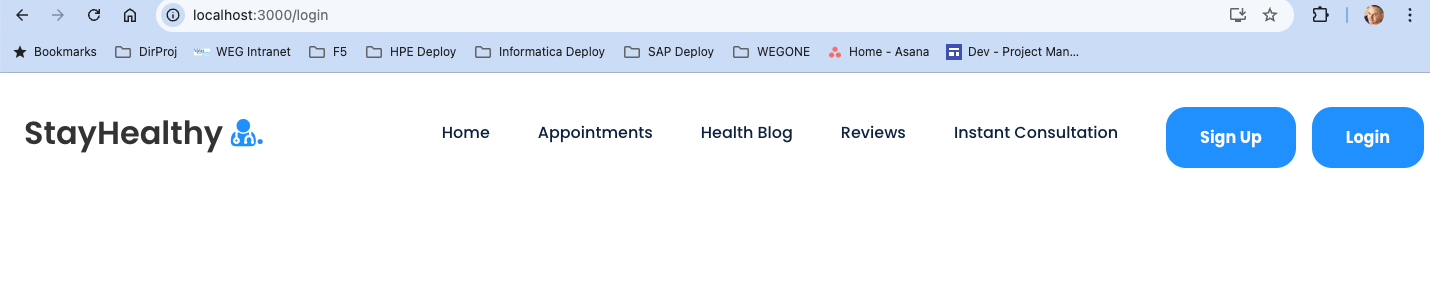 localhost:3000/login
Bookmarks DirProj WEG Intranet F5 HPE Deploy Informatica Deploy SAP Deploy WEGONE Home - Asana Dev - Project Man...
StayHealthy Home Appointments Health Blog Reviews Instant Consultation Sign Up Login